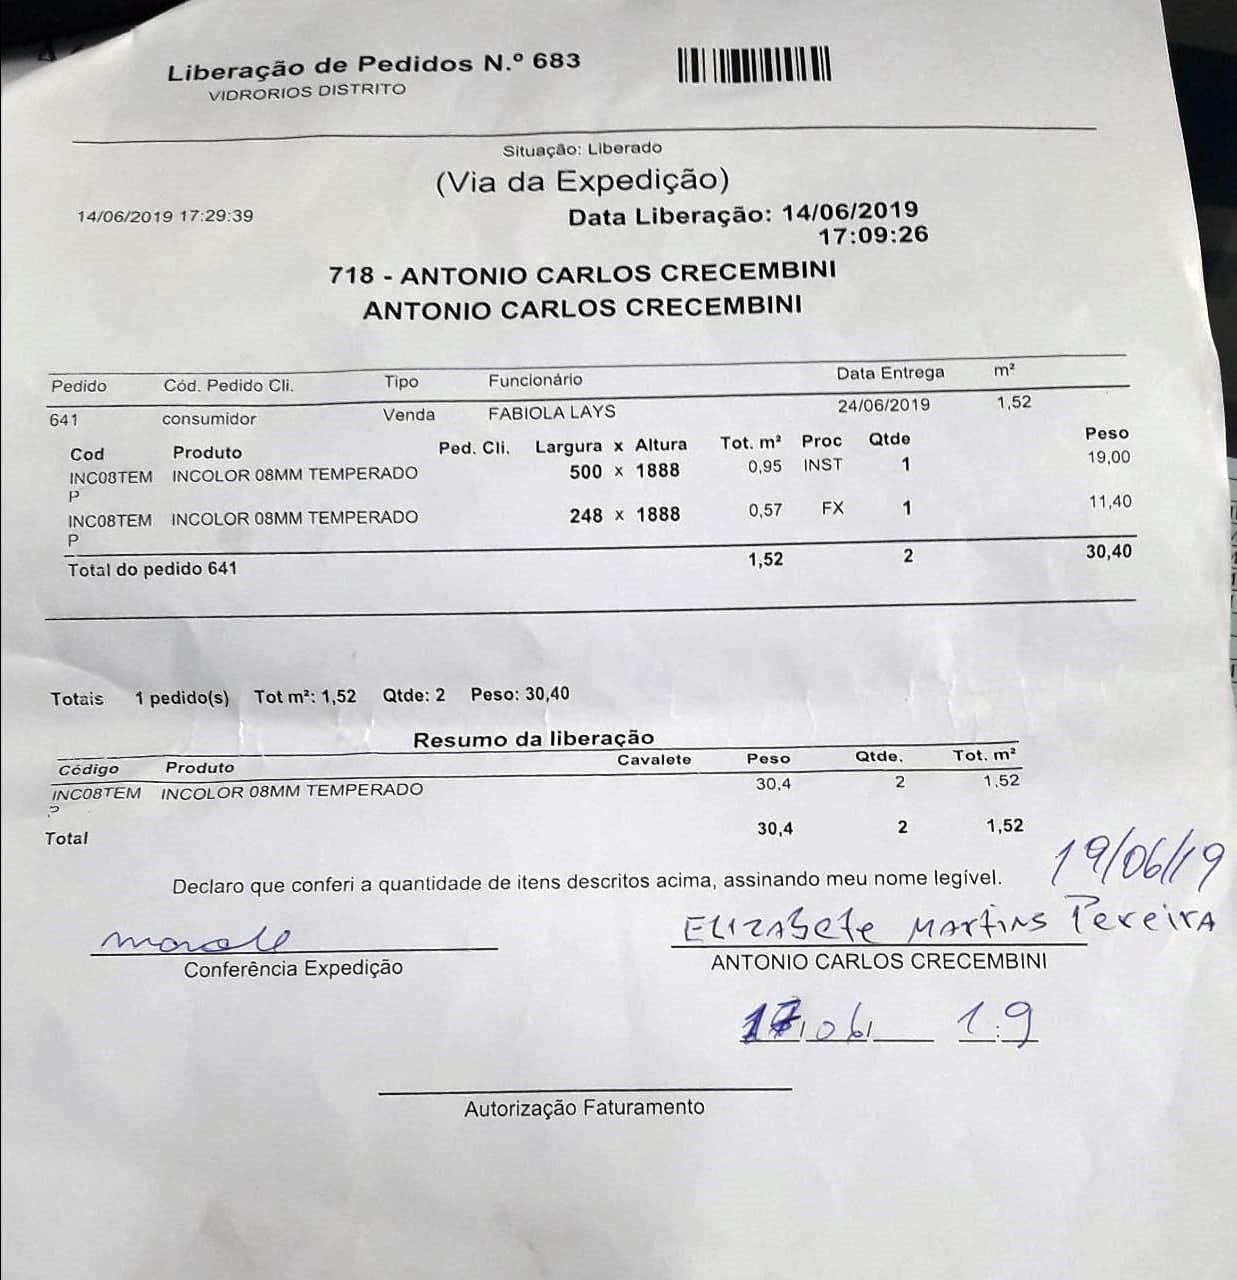 Liberação de Pedidos N.º 683
VIDRORIOS DISTRITO
Situação: Liberado
(Via da Expedição)
14/06/2019 17:29:39
Data Liberação: 14/06/2019
17:09:26
718 - ANTONIO CARLOS CRECEMBINI
ANTONIO CARLOS CRECEMBINI
Pedido Cód. Pedido Cli. Tipo Funcionário Data Entrega m²
641 consumidor Venda FABIOLA LAYS 24/06/2019 1,52
Cod Produto Ped. Cli. Largura x Altura Tot. m² Proc Qtde Peso
INC08TEM INCOLOR 08MM TEMPERADO 500 x 1888 0,95 INST 1 19,00
P
INC08TEM INCOLOR 08MM TEMPERADO 248 x 1888 0,57 FX 1 11,40
P
Total do pedido 641 1,52 2 30,40
Totais 1 pedido(s) Tot m²: 1,52 Qtde: 2 Peso: 30,40
Resumo da liberação
Código Produto Cavalete Peso Qtde. Tot. m²
INC08TEM INCOLOR 08MM TEMPERADO 30,4 2 1,52
P
Total 30,4 2 1,52
19/06/19
Declaro que conferi a quantidade de itens descritos acima, assinando meu nome legível.
ELIZABete MARtiNS PereirA
Conferência Expedição
ANTONIO CARLOS CRECEMBINI
06 19
Autorização Faturamento